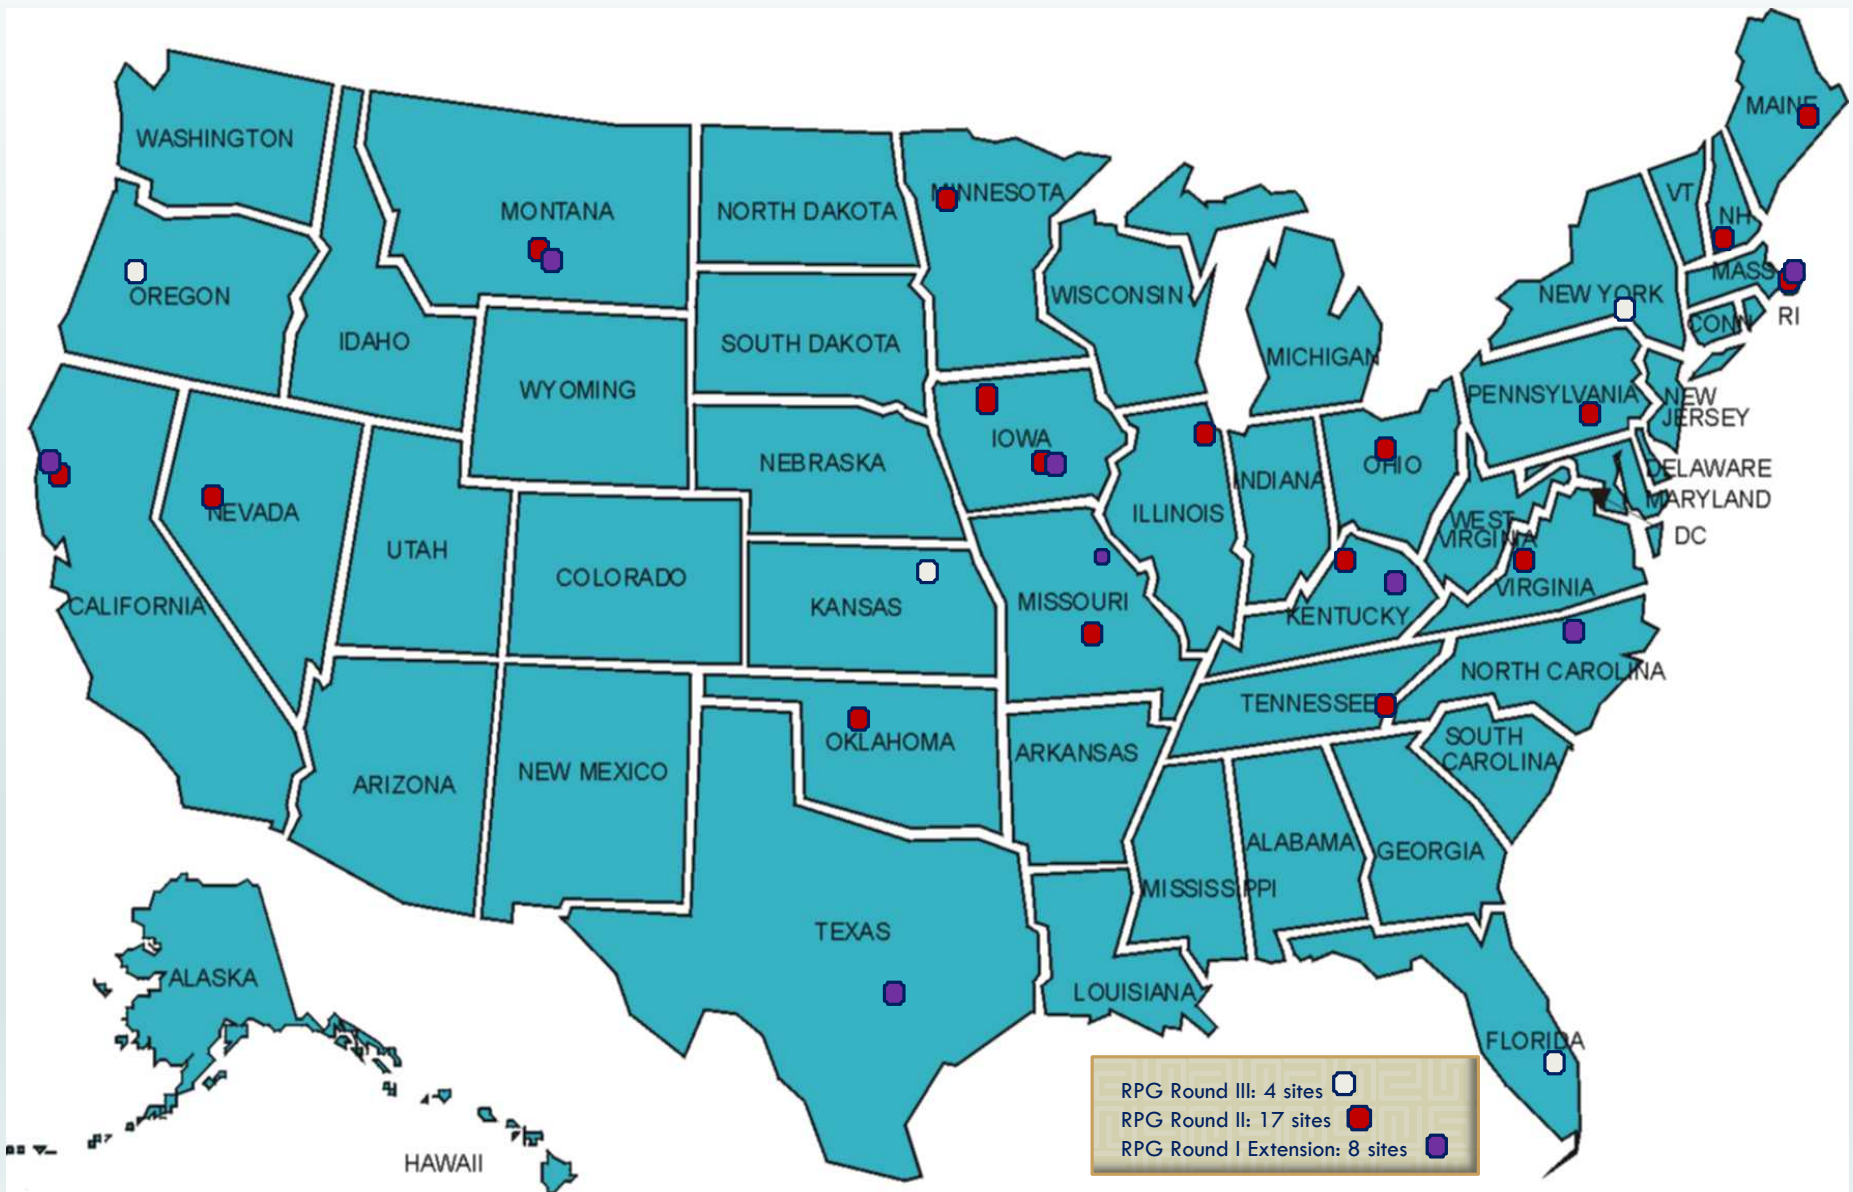 MAINE
WASHINGTON
VT
MINNESOTA
MONTANA
NORTH DAKOTA
NH
MASS
OREGON
WISCONSIN
NEW YORK
RI
CONN
IDAHO
SOUTH DAKOTA
MICHIGAN
WYOMING
PENNSYLVANIA
NEW
JERSEY
IOWA
NEBRASKA
OHIO
DELAWARE
INDIANA
MARYLAND
NEVADA
ILLINOIS
WEST
VIRGINIA
DC
UTAH
COLORADO
CALIFORNIA
KANSAS
MISSOURI
KENTUCKY
VIRGINIA
NORTH CAROLINA
TENNESSEE
OKLAHOMA
ARKANSAS
SOUTH
CAROLINA
ARIZONA
NEW MEXICO
ALABAMA
GEORGIA
MISSISSIPPI
TEXAS
ALASKA
LOUISIANA
FLORIDA
HAWAII
RPG Round III: 4 sites
RPG Round II: 17 sites
RPG Round I Extension: 8 sites